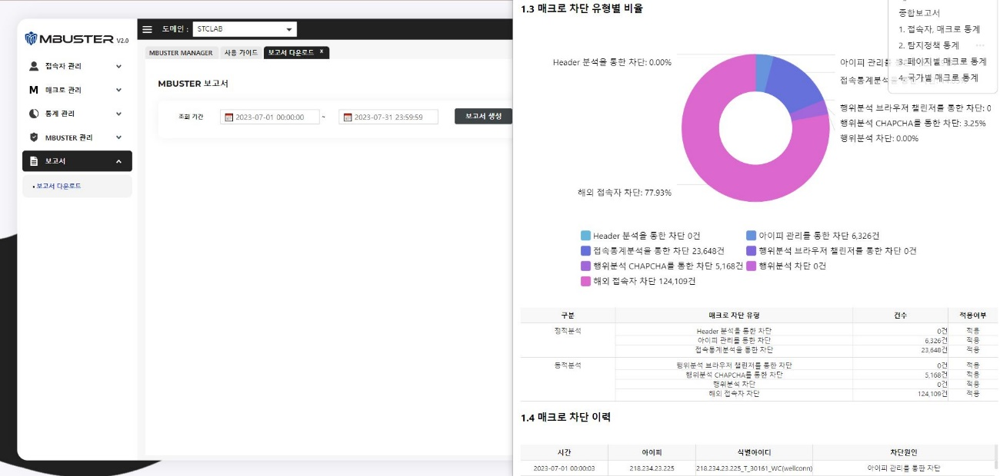 MBUSTER V2.0
접속자 관리
매크로 관리
통계 관리
MBUSTER 관리
보고서
• 보고서 다운로드
도메인 : STCLAB
MBUSTER MANAGER 사용 가이드 보고서 다운로드 x
MBUSTER 보고서
조회 기간 2023-07-01 00:00:00 ~ 2023-07-31 23:59:59 보고서 생성
1.3 매크로 차단 유형별 비율
종합보고서
1. 접속자, 매크로 통계
2. 탐지정책 통계
3. 페이지별 매크로 통계
4. 국가별 매크로 통계
Header 분석을 통한 차단: 0.00%
아이피 관리를
접속통계분석을
행위분석 브라우저 챌린저를 통한 차단: 0
행위분석 CHAPCHA를 통한 차단: 3.25%
행위분석 차단: 0.00%
해외 접속자 차단: 77.93%
Header 분석을 통한 차단 0건 아이피 관리를 통한 차단 6,326건
접속통계분석을 통한 차단 23,648건 행위분석 브라우저 챌린저를 통한 차단 0건
행위분석 CHAPCHA를 통한 차단 5,168건 행위분석 차단 0건
해외 접속자 차단 124,109건
구분 매크로 차단 유형 건수 적용여부
정적분석 Header 분석을 통한 차단 0건 적용
아이피 관리를 통한 차단 6,326건 적용
접속통계분석을 통한 차단 23,648건 적용
동적분석 행위분석 브라우저 챌린저를 통한 차단 0건 적용
행위분석 CHAPCHA를 통한 차단 5,168건 적용
행위분석 차단 0건 적용
해외 접속자 차단 124,109건 적용
1.4 매크로 차단 이력
시간 아이피 식별아이디 차단원인
2023-07-01 00:00:03 218.234.23.225 218.234.23.225_T_30161_WC(wellconn) 아이피 관리를 통한 차단